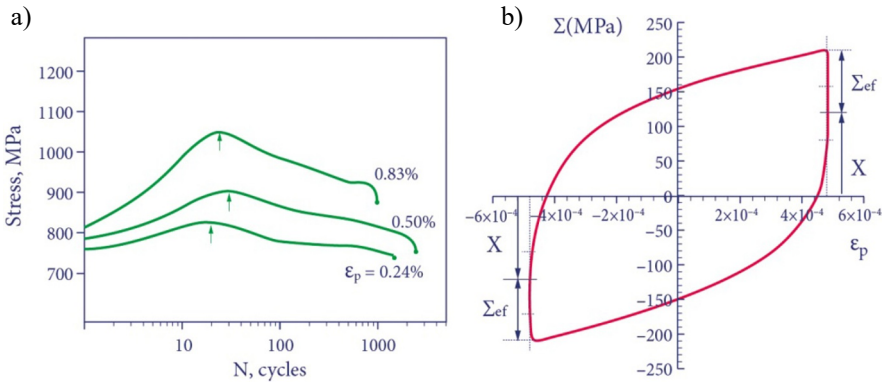 a)
Stress, MPa
1200
1100
1000
900
800
700
0.83%
0.50%
εp = 0.24%
10
100
1000
N, cycles
b)
Σ(MPa)
250
200
150
100
50
0
−50
−100
−150
−200
−250
−6×10⁻⁴
−4×10⁻⁴
−2×10⁻⁴
0
2×10⁻⁴
4×10⁻⁴
6×10⁻⁴
εp
Σef
X
X
Σef